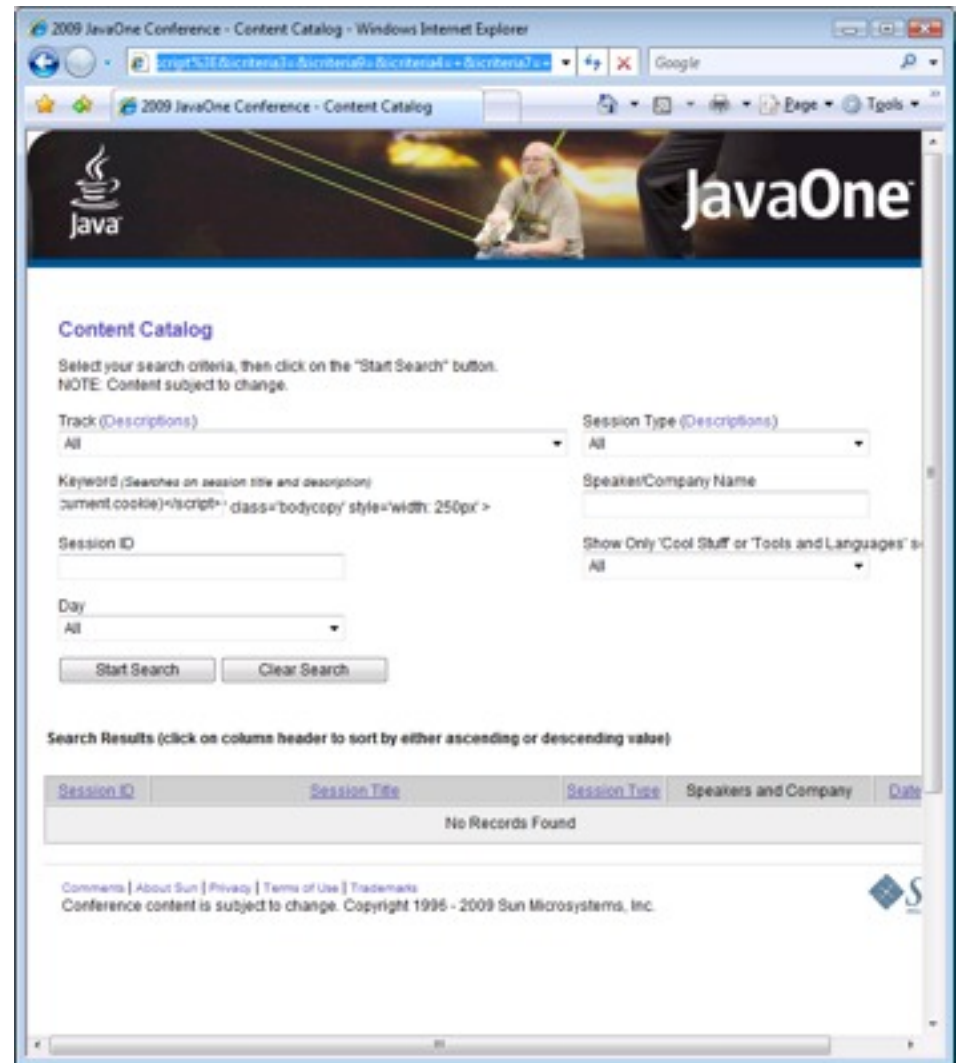 2009 JavaOne Conference - Content Catalog - Windows Internet Explorer
cript%3E&icriteria3=&icriteria9=&icriteria4=+&icriteria7=+
Google
2009 JavaOne Conference - Content Catalog
Page
Tools
Java
JavaOne
Content Catalog
Select your search criteria, then click on the "Start Search" button.
NOTE: Content subject to change.
Track (Descriptions)
Session Type (Descriptions)
All
All
Keyword (Searches on session title and description)
Speaker/Company Name
cument.cookie)</script>
' class='bodycopy' style='width: 250px' >
Session ID
Show Only 'Cool Stuff' or 'Tools and Languages' s
All
Day
All
Start Search
Clear Search
Search Results (click on column header to sort by either ascending or descending value)
Session ID Session Title Session Type Speakers and Company Date
No Records Found
Comments | About Sun | Privacy | Terms of Use | Trademarks
Conference content is subject to change. Copyright 1996 - 2009 Sun Microsystems, Inc.